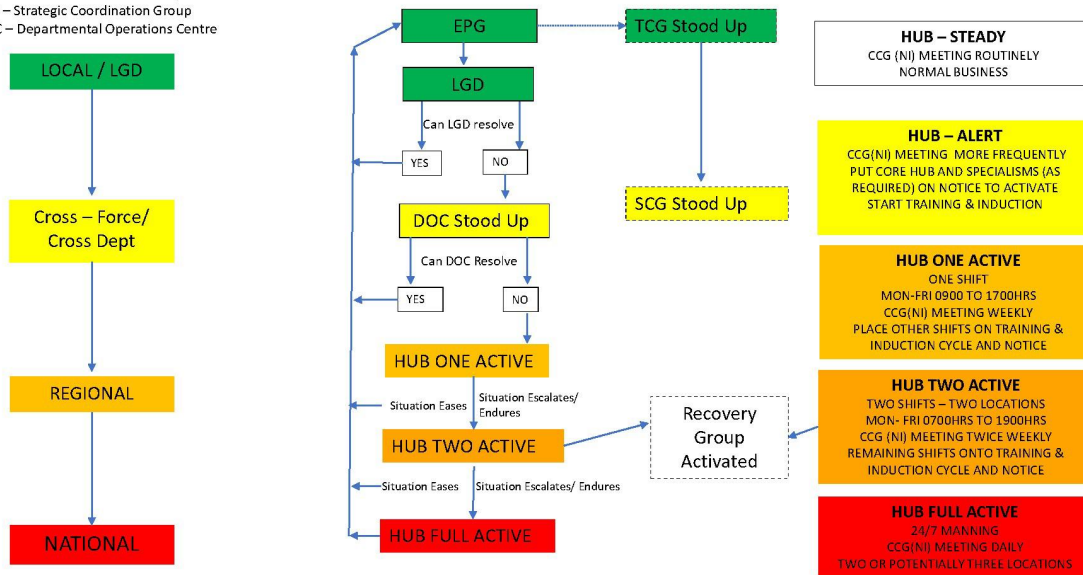 – Strategic Coordination Group
– Departmental Operations Centre
LOCAL / LGD
Cross – Force/
Cross Dept
REGIONAL
NATIONAL
EPG
TCG Stood Up
LGD
Can LGD resolve
YES
NO
SCG Stood Up
DOC Stood Up
Can DOC Resolve
YES
NO
HUB ONE ACTIVE
Situation Eases
Situation Escalates/
Endures
HUB TWO ACTIVE
Recovery
Group
Activated
Situation Eases
Situation Escalates/ Endures
HUB FULL ACTIVE
HUB – STEADY
CCG (NI) MEETING ROUTINELY
NORMAL BUSINESS
HUB – ALERT
CCG(NI) MEETING MORE FREQUENTLY
PUT CORE HUB AND SPECIALISMS (AS
REQUIRED) ON NOTICE TO ACTIVATE
START TRAINING & INDUCTION
HUB ONE ACTIVE
ONE SHIFT
MON-FRI 0900 TO 1700HRS
CCG(NI) MEETING WEEKLY
PLACE OTHER SHIFTS ON TRAINING &
INDUCTION CYCLE AND NOTICE
HUB TWO ACTIVE
TWO SHIFTS – TWO LOCATIONS
MON- FRI 0700HRS TO 1900HRS
CCG (NI) MEETING TWICE WEEKLY
REMAINING SHIFTS ONTO TRAINING &
INDUCTION CYCLE AND NOTICE
HUB FULL ACTIVE
24/7 MANNING
CCG(NI) MEETING DAILY
TWO OR POTENTIALLY THREE LOCATIONS